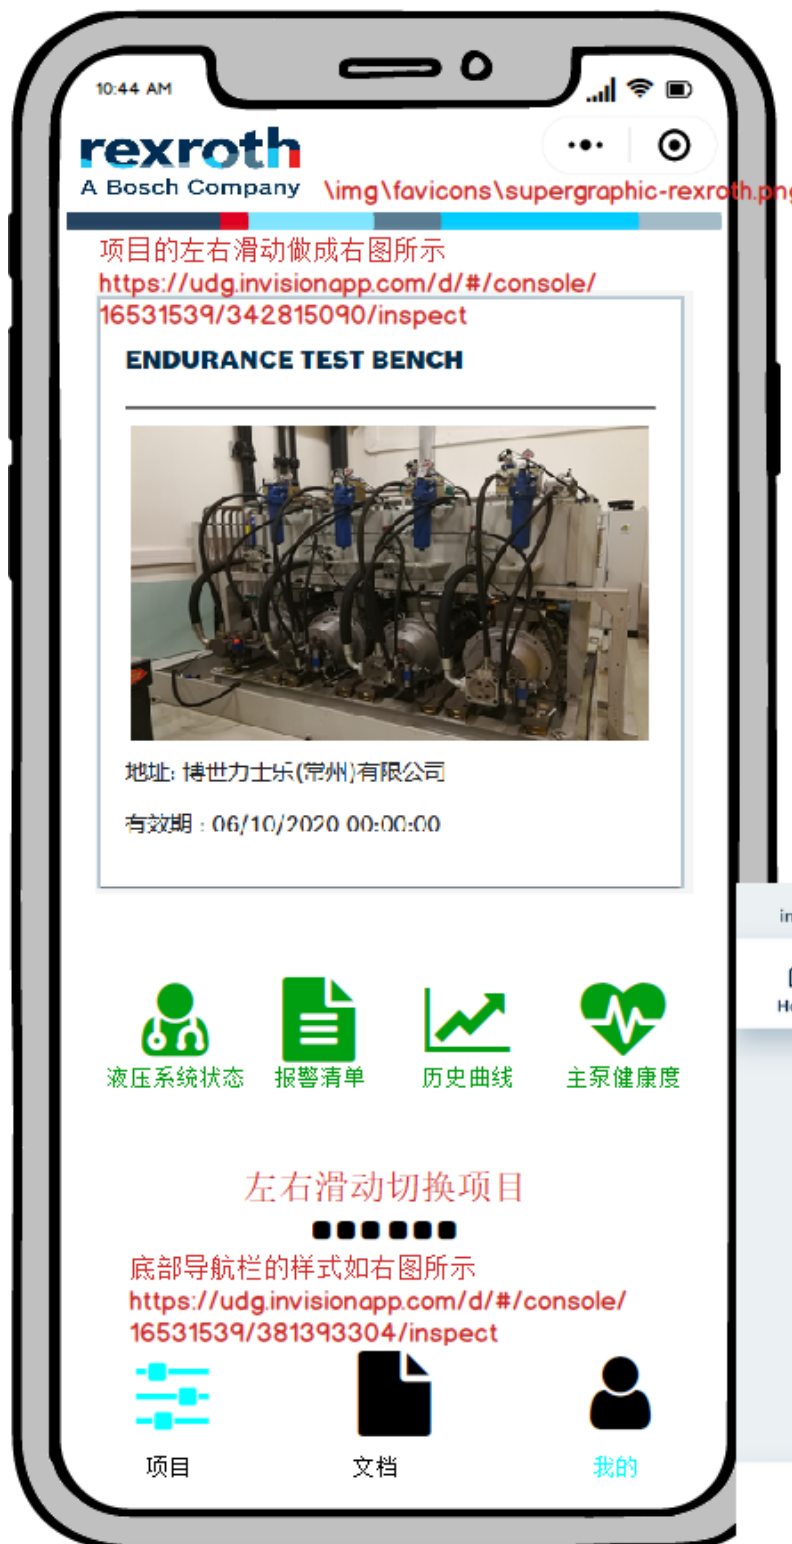 10:44 AM
rexroth
A Bosch Company
\img\favicons\supergraphic-rexroth.png
项目的左右滑动做成右图所示
https://udg.invisionapp.com/d/#/console/
16531539/342815090/inspect
ENDURANCE TEST BENCH
地址: 博世力士乐(常州)有限公司
有效期 : 06/10/2020 00:00:00
液压系统状态 报警清单 历史曲线 主泵健康度
左右滑动切换项目
底部导航栏的样式如右图所示
https://udg.invisionapp.com/d/#/console/
16531539/381393304/inspect
项目 文档 我的